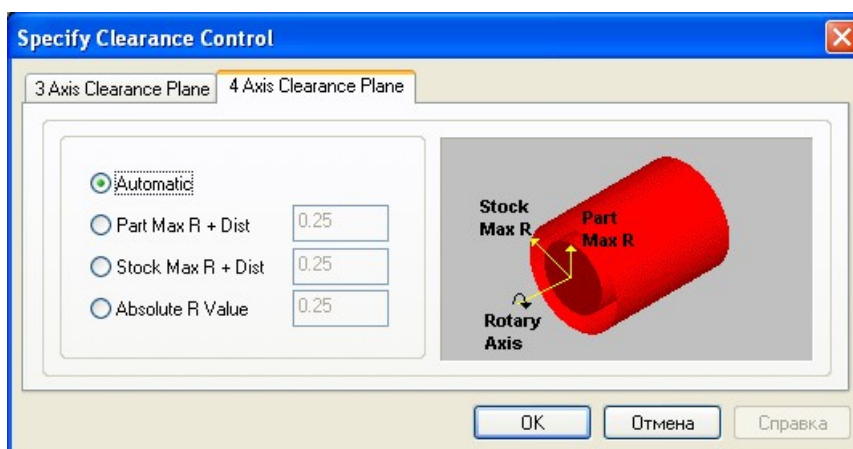 Specify Clearance Control
3 Axis Clearance Plane 4 Axis Clearance Plane
Automatic
Part Max R + Dist 0.25
Stock Max R + Dist 0.25
Absolute R Value 0.25
Stock
Max R
Part
Max R
Rotary
Axis
OK Отмена Справка